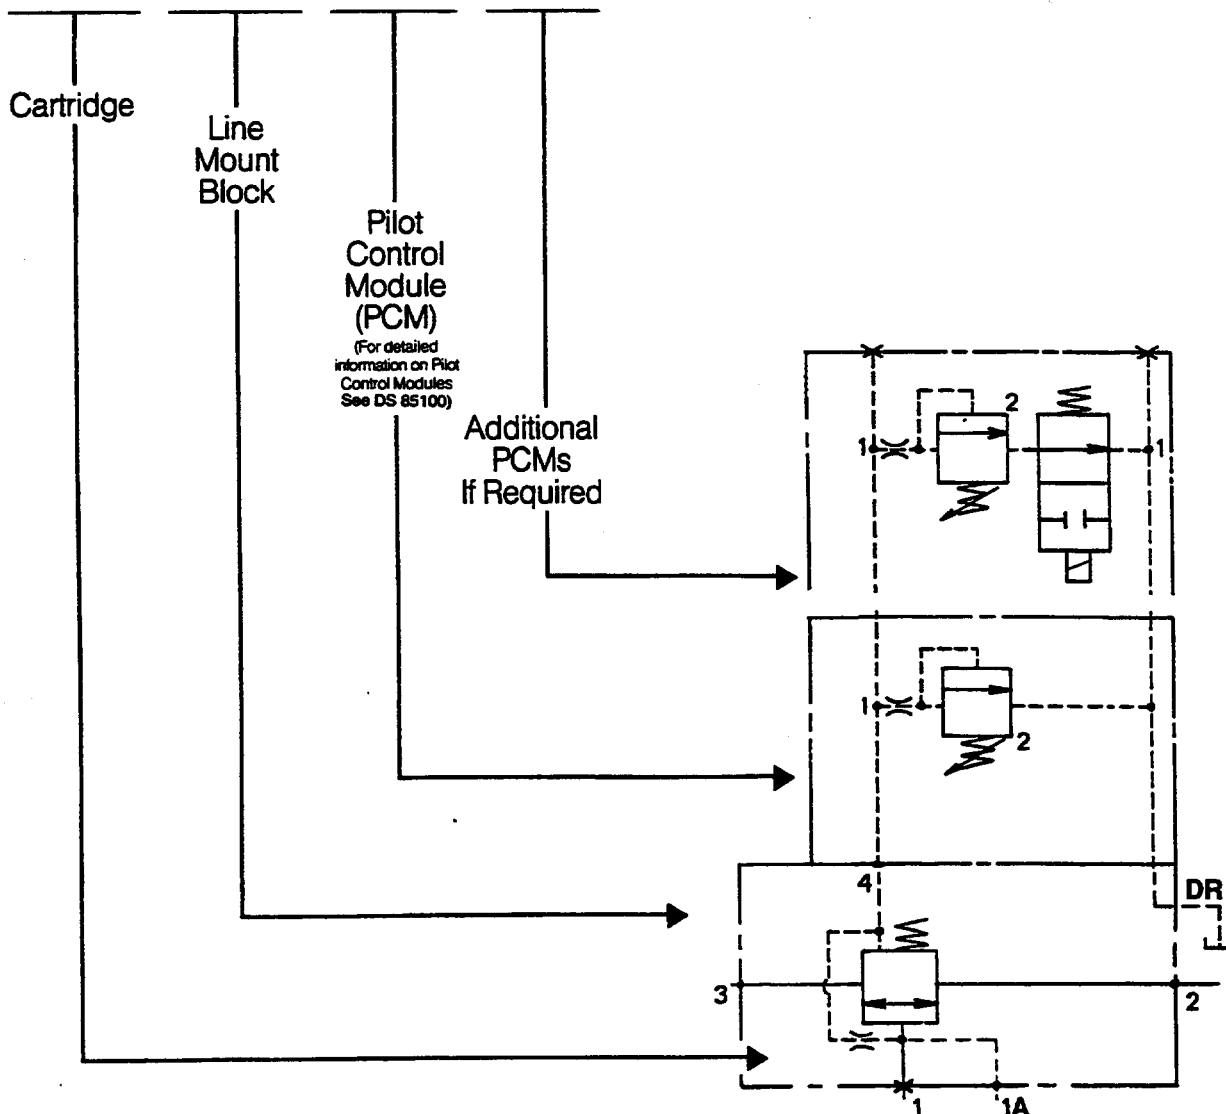 Cartridge
Line
Mount
Block
Pilot
Control
Module
(PCM)
(For detailed
information on Pilot
Control Modules
See DS 85100)
Additional
PCMs
If Required
2
1
1
1
2
4
DR
3
2
1
1A